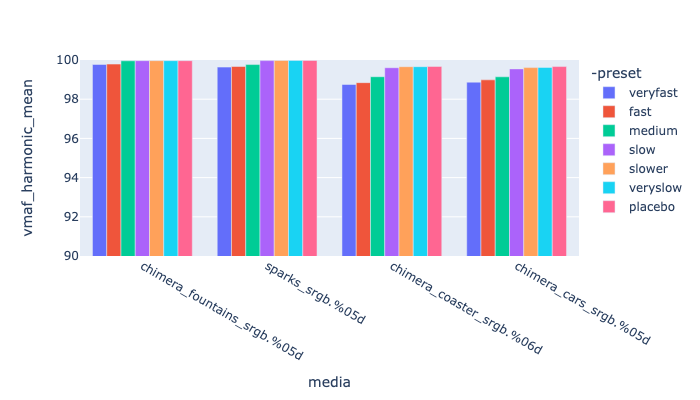 vmaf_harmonic_mean
100
98
96
94
92
90
chimera_fountains_srgb.%05d
sparks_srgb.%05d
chimera_coaster_srgb.%06d
chimera_cars_srgb.%05d
media
-preset
veryfast
fast
medium
slow
slower
veryslow
placebo